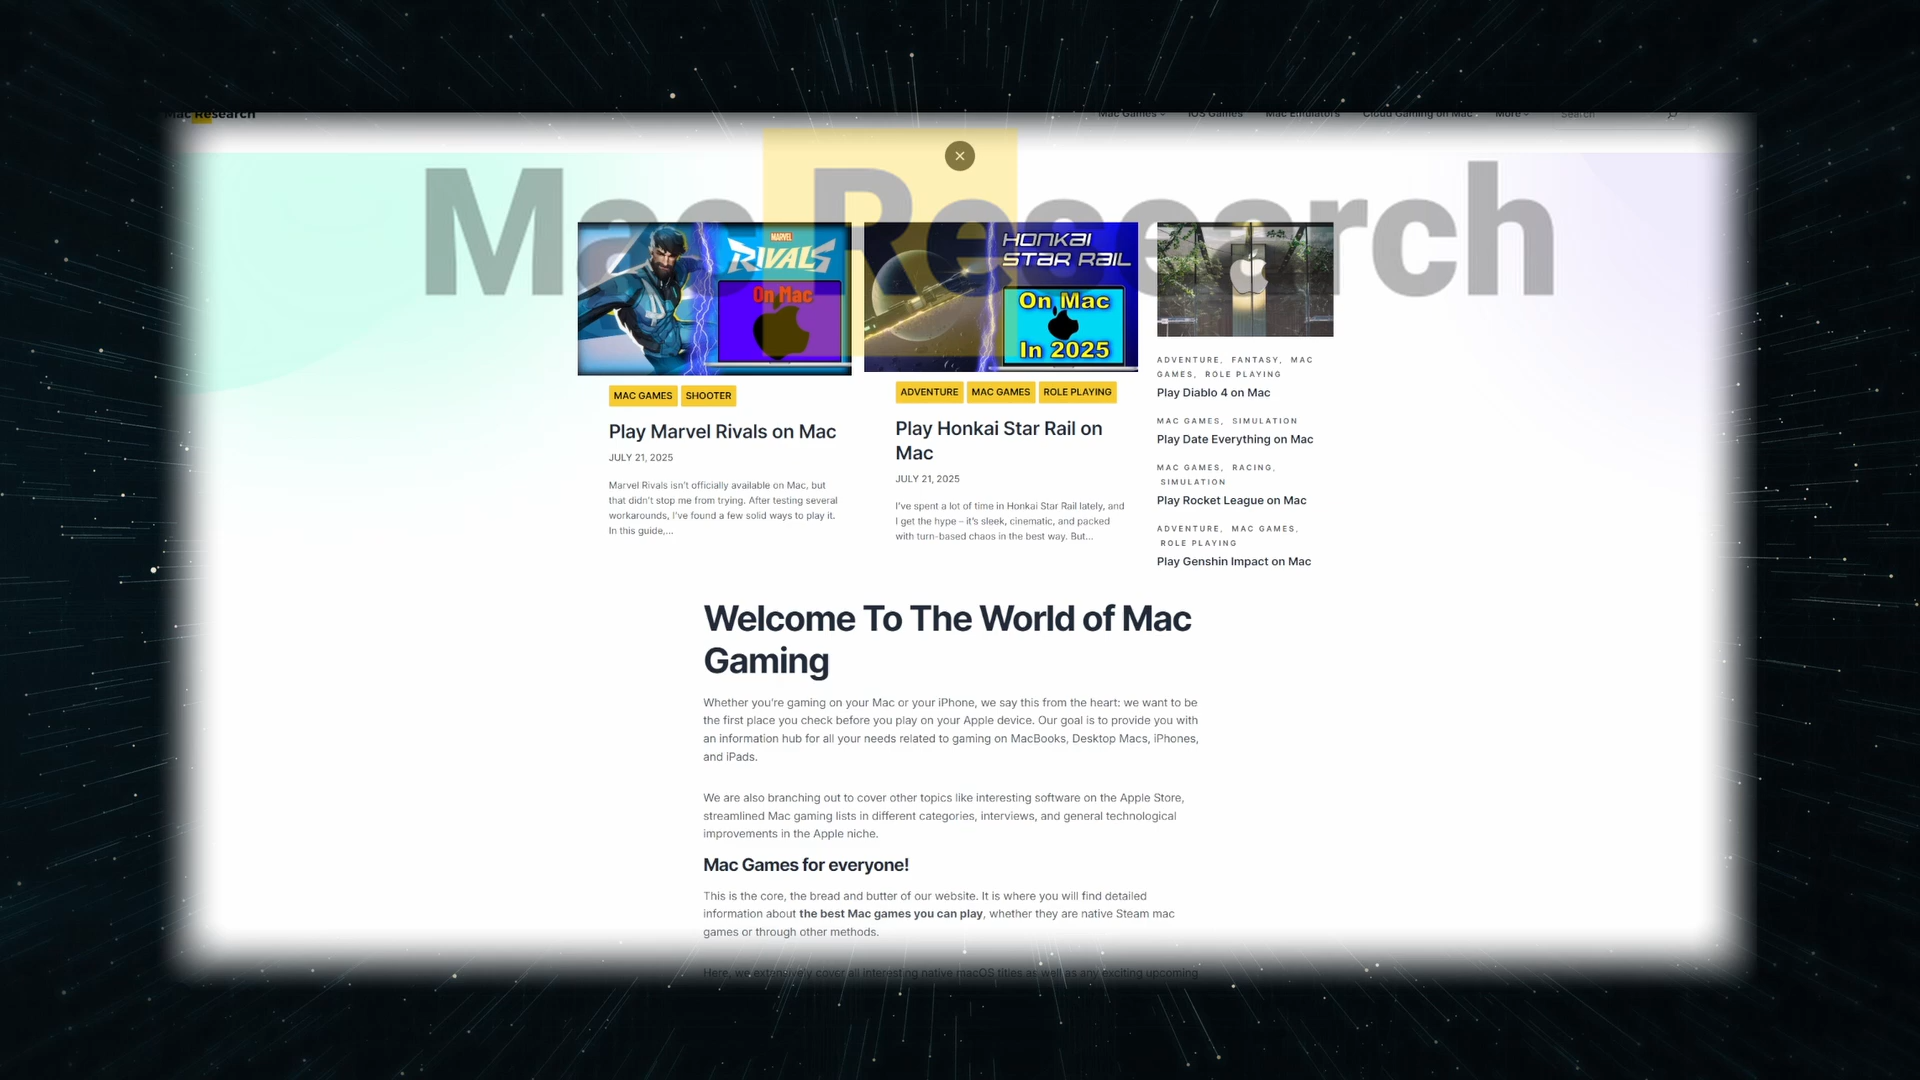 Mac Research
Mac Games
iOS Games
Mac Emulators
Cloud Gaming on Mac
More
Search
Mac Research
MARVEL
RIVALS
On Mac
HONKAI
STAR RAIL
On Mac
In 2025
MAC GAMES SHOOTER
Play Marvel Rivals on Mac
JULY 21, 2025
Marvel Rivals isn't officially available on Mac, but
that didn't stop me from trying. After testing several
workarounds, I've found a few solid ways to play it.
In this guide,...
ADVENTURE MAC GAMES ROLE PLAYING
Play Honkai Star Rail on
Mac
JULY 21, 2025
I've spent a lot of time in Honkai Star Rail lately, and
I get the hype – it's sleek, cinematic, and packed
with turn-based chaos in the best way. But...
ADVENTURE, FANTASY, MAC
GAMES, ROLE PLAYING
Play Diablo 4 on Mac
MAC GAMES, SIMULATION
Play Date Everything on Mac
MAC GAMES, RACING,
SIMULATION
Play Rocket League on Mac
ADVENTURE, MAC GAMES,
ROLE PLAYING
Play Genshin Impact on Mac
Welcome To The World of Mac
Gaming
Whether you're gaming on your Mac or your iPhone, we say this from the heart: we want to be
the first place you check before you play on your Apple device. Our goal is to provide you with
an information hub for all your needs related to gaming on MacBooks, Desktop Macs, iPhones,
and iPads.
We are also branching out to cover other topics like interesting software on the Apple Store,
streamlined Mac gaming lists in different categories, interviews, and general technological
improvements in the Apple niche.
Mac Games for everyone!
This is the core, the bread and butter of our website. It is where you will find detailed
information about the best Mac games you can play, whether they are native Steam mac
games or through other methods.
Here, we extensively cover all interesting native macOS titles as well as any exciting upcoming